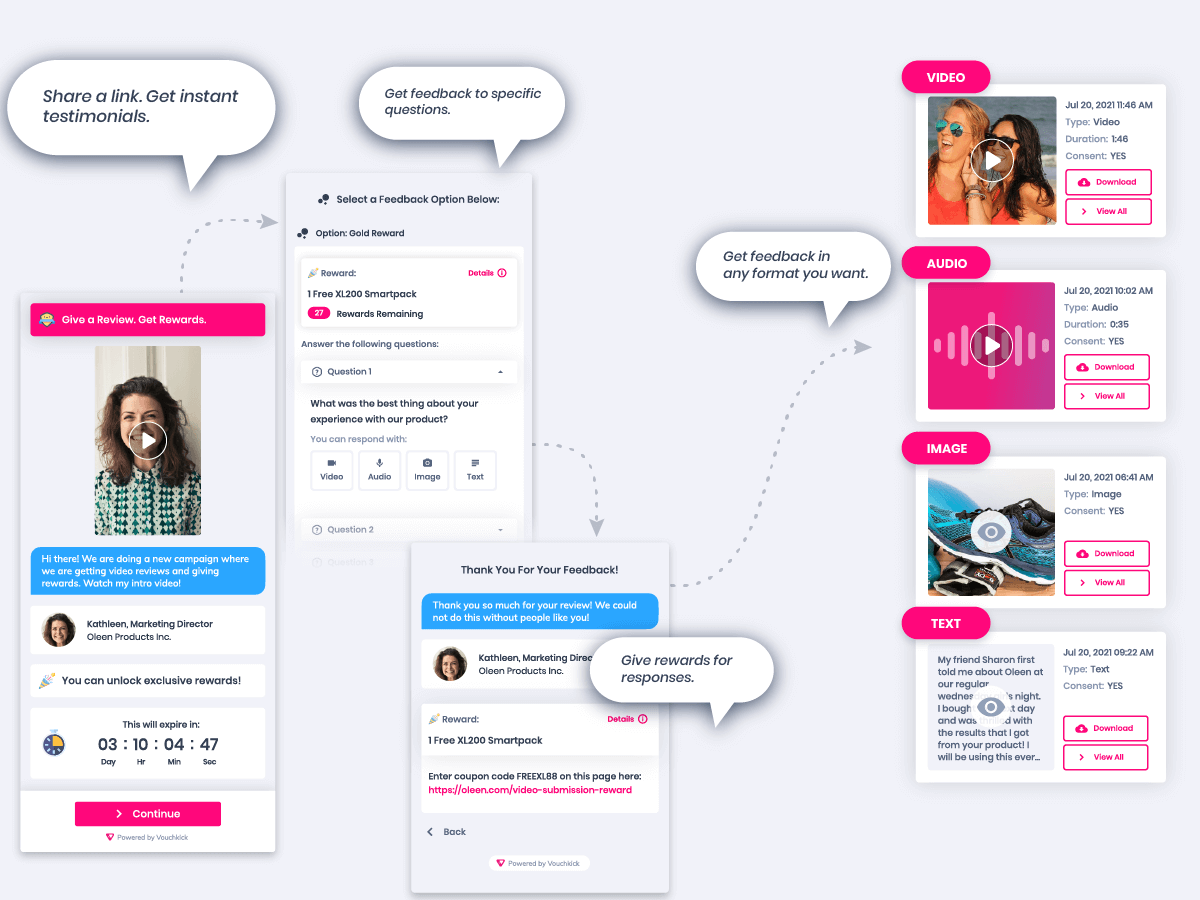 Share a link. Get instant
testimonials.
Give a Review. Get Rewards.
Hi there! We are doing a new campaign where
we are getting video reviews and giving
rewards. Watch my intro video!
Kathleen, Marketing Director
Oleen Products Inc.
You can unlock exclusive rewards!
This will expire in:
03 : 10 : 04 : 47
Day Hr Min Sec
Continue
Powered by Vouchkick
Get feedback to specific
questions.
Select a Feedback Option Below:
Option: Gold Reward
Reward:
Details
1 Free XL200 Smartpack
27 Rewards Remaining
Answer the following questions:
Question 1
What was the best thing about your
experience with our product?
You can respond with:
Video Audio Image Text
Question 2
Question 3
Thank You For Your Feedback!
Thank you so much for your review! We could
not do this without people like you!
Kathleen, Marketing Direc
Oleen Products Inc.
Give rewards for
responses.
Reward:
Details
1 Free XL200 Smartpack
Enter coupon code FREEXL88 on this page here:
https://oleen.com/video-submission-reward
Back
Powered by Vouchkick
Get feedback in
any format you want.
VIDEO
Jul 20, 2021 11:46 AM
Type: Video
Duration: 1:46
Consent: YES
Download
View All
AUDIO
Jul 20, 2021 10:02 AM
Type: Audio
Duration: 0:35
Consent: YES
Download
View All
IMAGE
Jul 20, 2021 06:41 AM
Type: Image
Consent: YES
Download
View All
TEXT
My friend Sharon first
told me about Oleen at
our regular
night.
I bought day
and was with
the results that I got
from your product! I
will be using this ever...
Jul 20, 2021 09:22 AM
Type: Text
Consent: YES
Download
View All